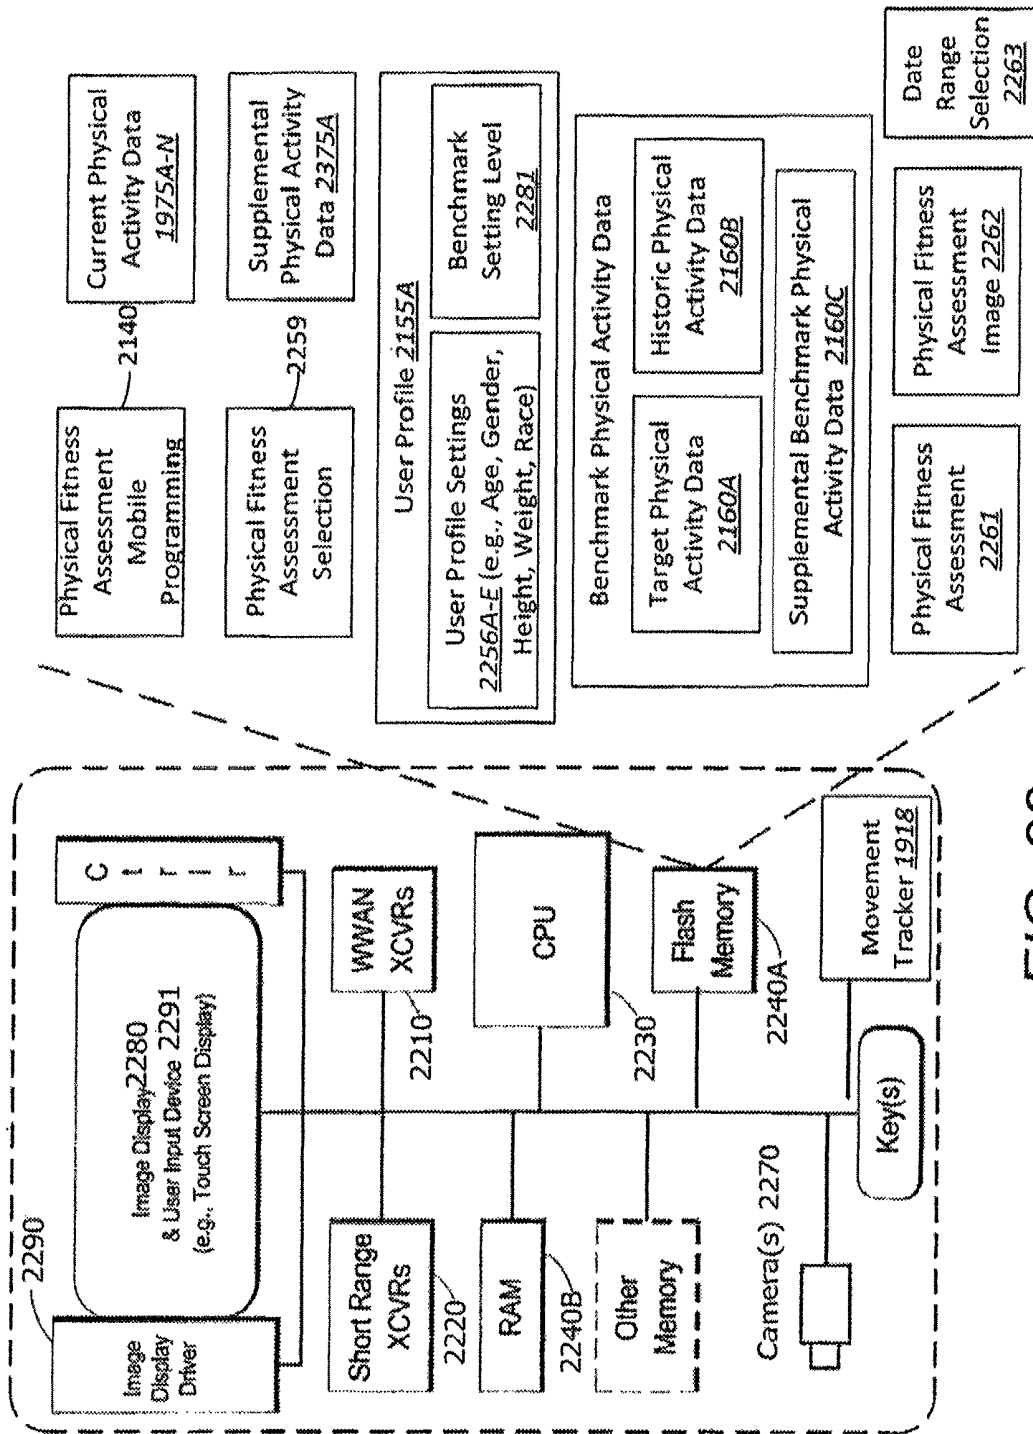 2290
Image
Display
Driver
Image Display2280
& User Input Device 2291
(e.g., Touch Screen Display)
C
t
r
l
r
Short Range
XCVRs
2220
WWAN
XCVRs
2210
RAM
2240B
CPU
2230
Other
Memory
Flash
Memory
2240A
Camera(s) 2270
Key(s)
Movement
Tracker 1918
Physical Fitness
Assessment
Mobile
Programming
2140
Current Physical
Activity Data
1975A-N
Physical Fitness
Assessment
Selection
2259
Supplemental
Physical Activity
Data 2375A
User Profile 2155A
User Profile Settings
2256A-E (e.g., Age, Gender,
Height, Weight, Race)
Benchmark
Setting Level
2281
Benchmark Physical Activity Data
Target Physical
Activity Data
2160A
Historic Physical
Activity Data
2160B
Supplemental Benchmark Physical
Activity Data 2160C
Physical Fitness
Assessment
2261
Physical Fitness
Assessment
Image 2262
Date
Range
Selection
2263